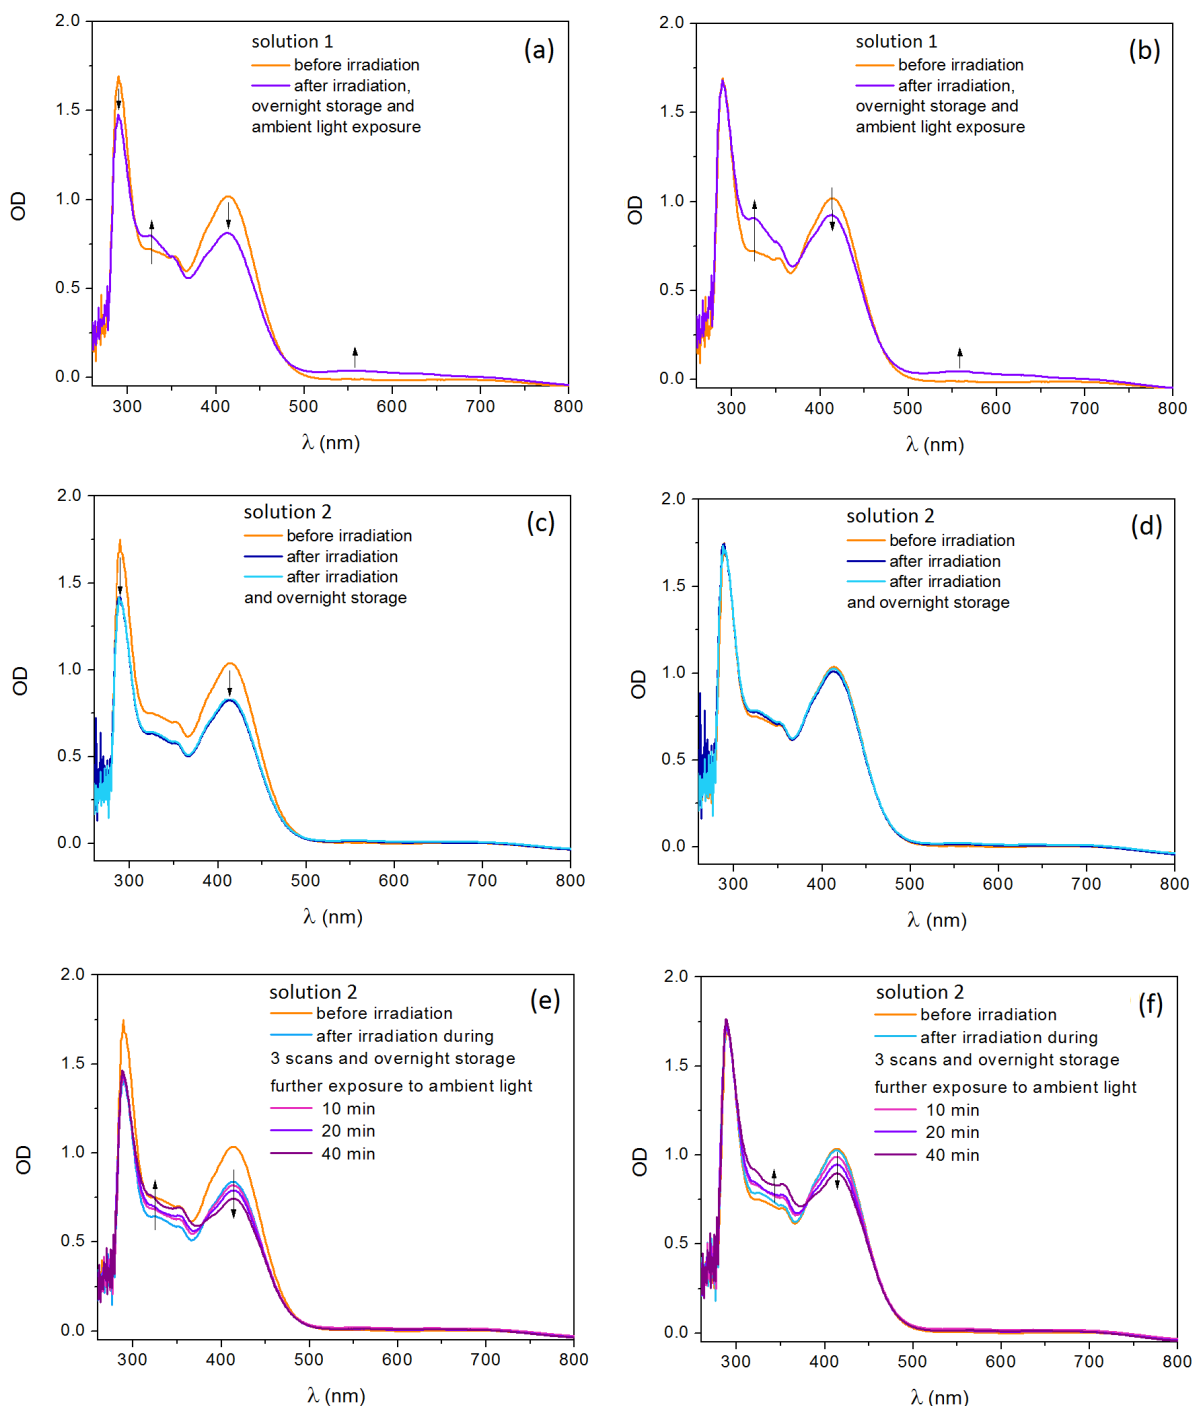 2.0
1.5
1.0
0.5
0.0
OD
solution 1
(a)
before irradiation
after irradiation,
overnight storage and
ambient light exposure
300 400 500 600 700 800
λ (nm)
2.0
1.5
1.0
0.5
0.0
OD
solution 1
(b)
before irradiation
after irradiation,
overnight storage and
ambient light exposure
300 400 500 600 700 800
λ (nm)
2.0
1.5
1.0
0.5
0.0
OD
solution 2
(c)
before irradiation
after irradiation
after irradiation
and overnight storage
300 400 500 600 700 800
λ (nm)
2.0
1.5
1.0
0.5
0.0
OD
solution 2
(d)
before irradiation
after irradiation
after irradiation
and overnight storage
300 400 500 600 700 800
λ (nm)
2.0
1.5
1.0
0.5
0.0
OD
solution 2
(e)
before irradiation
after irradiation during
3 scans and overnight storage
further exposure to ambient light
10 min
20 min
40 min
300 400 500 600 700 800
λ (nm)
2.0
1.5
1.0
0.5
0.0
OD
solution 2
(f)
before irradiation
after irradiation during
3 scans and overnight storage
further exposure to ambient light
10 min
20 min
40 min
300 400 500 600 700 800
λ (nm)